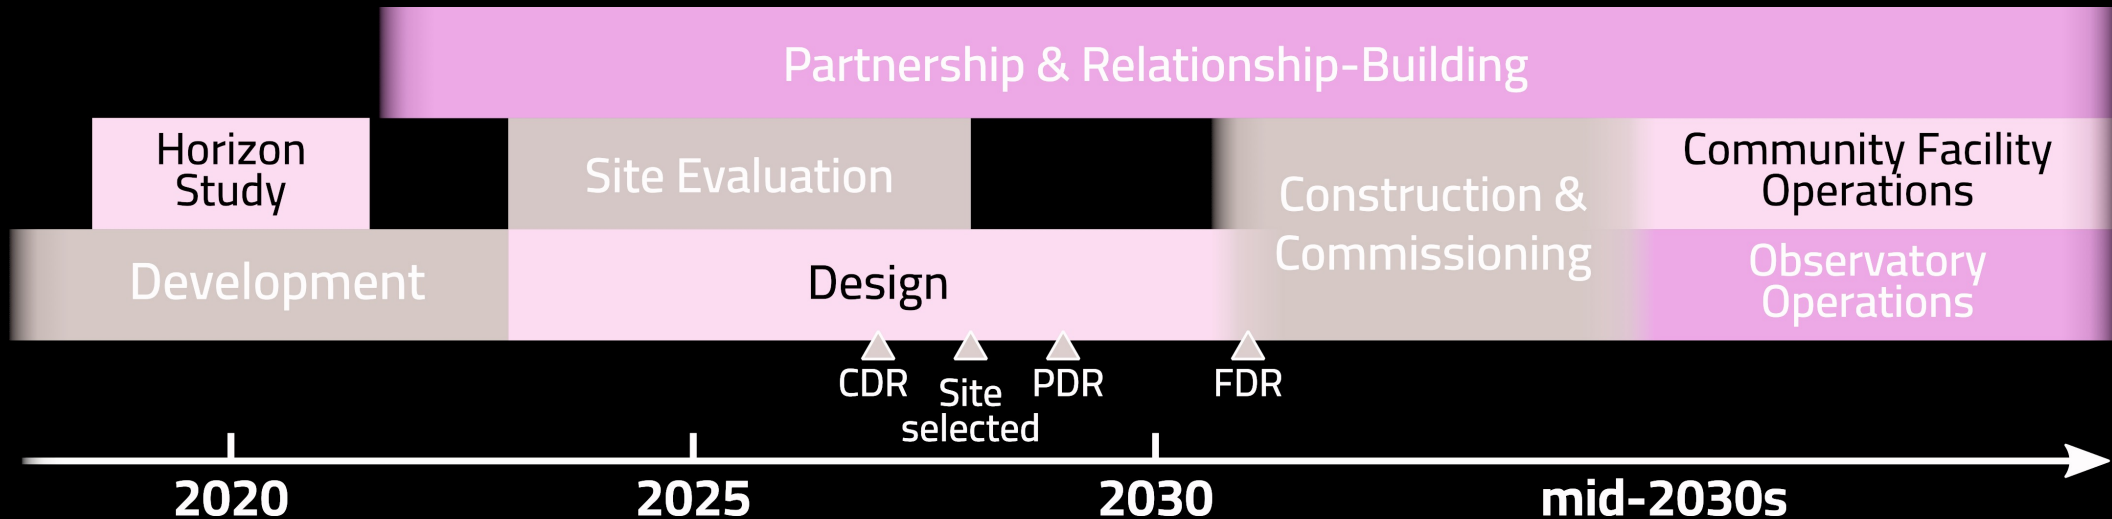 Partnership & Relationship-Building
Horizon
Study
Site Evaluation
Construction &
Commissioning
Community Facility
Operations
Development
Design
Observatory
Operations
CDR
Site
selected
PDR
FDR
2020
2025
2030
mid-2030s